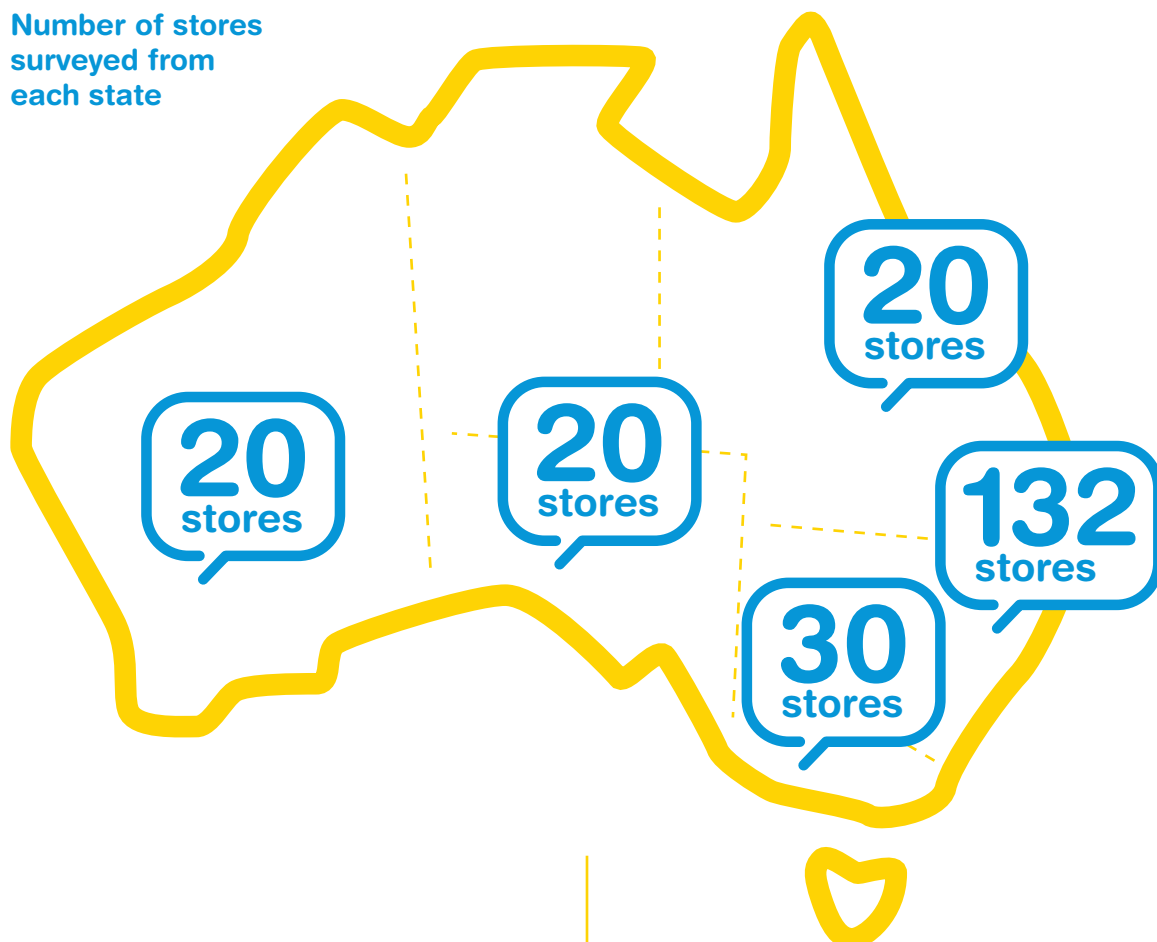 Number of stores
surveyed from
each state
20
stores
20
stores
20
stores
132
stores
30
stores